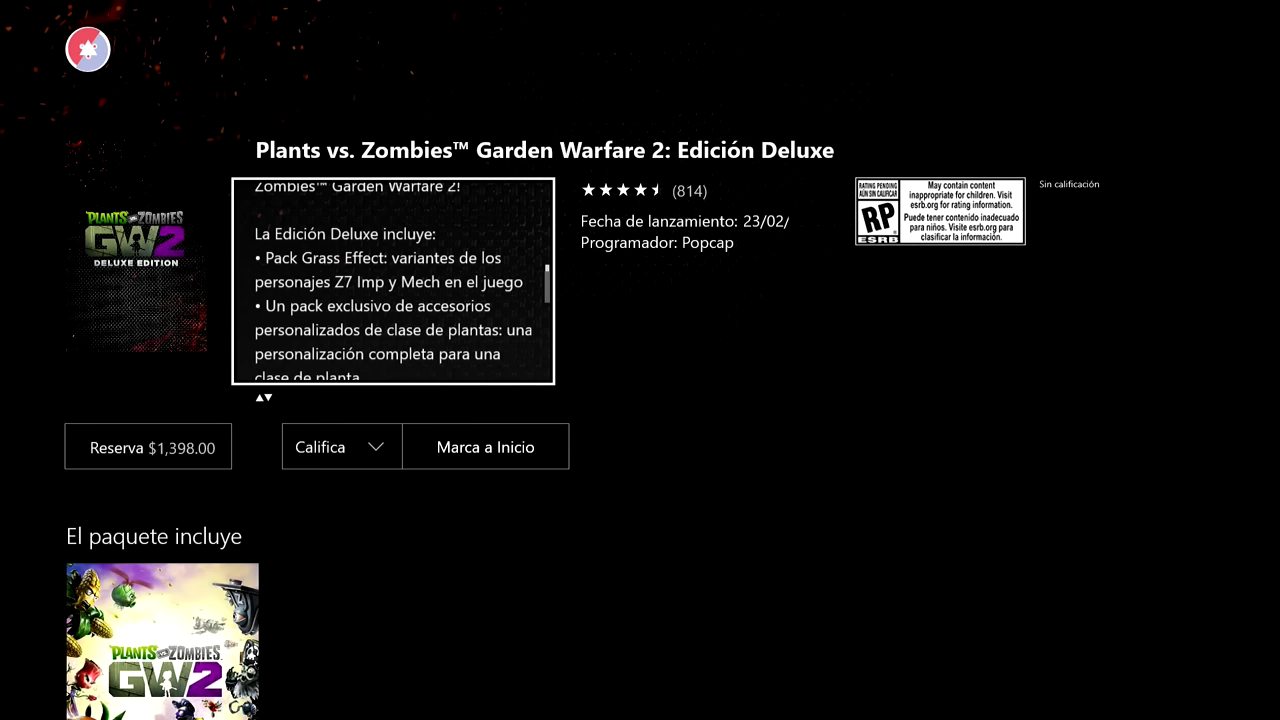 Plants vs. Zombies™ Garden Warfare 2: Edición Deluxe
PLANTS VS. ZOMBIES
GW2
DELUXE EDITION
Zombies™ Garden Warfare 2!
La Edición Deluxe incluye:
• Pack Grass Effect: variantes de los
personajes Z7 Imp y Mech en el juego
• Un pack exclusivo de accesorios
personalizados de clase de plantas: una
personalización completa para una
clase de planta
(814)
Fecha de lanzamiento: 23/02/
Programador: Popcap
RATING PENDING
AÚN SIN CALIFICAR
RP
ESRB
May contain content
inappropriate for children. Visit
esrb.org for rating information.
Puede tener contenido inadecuado
para niños. Visite esrb.org para
clasificar la información.
Sin calificación
Reserva $1,398.00
Califica
Marca a Inicio
El paquete incluye
PLANTS VS. ZOMBIES
GW2